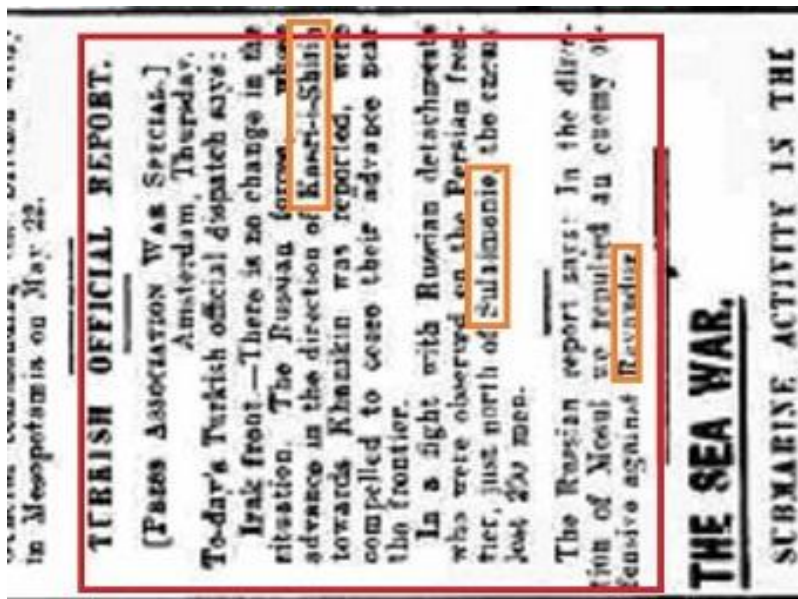 in Mesopotamia on May 22.
TURKISH OFFICIAL REPORT.
[PRESS ASSOCIATION WAR SPECIAL.]
Amsterdam, Thursday.
To-day's Turkish official dispatch says:
Irak front.—There is no change in the
situation. The Russian force, whose
advance in the direction of Kasri-i-Shirin
towards Khanikin was reported, were
compelled to cease their advance near
the frontier.
In a fight with Russian detachments
who were observed on the Persian fron-
tier, just north of Sulaimanie, the enemy
lost 200 men.
The Russian report says: In the direc-
tion of Mosul we repulsed an enemy of-
fensive against Revanduz
THE SEA WAR.
SUBMARINE ACTIVITY IN THE